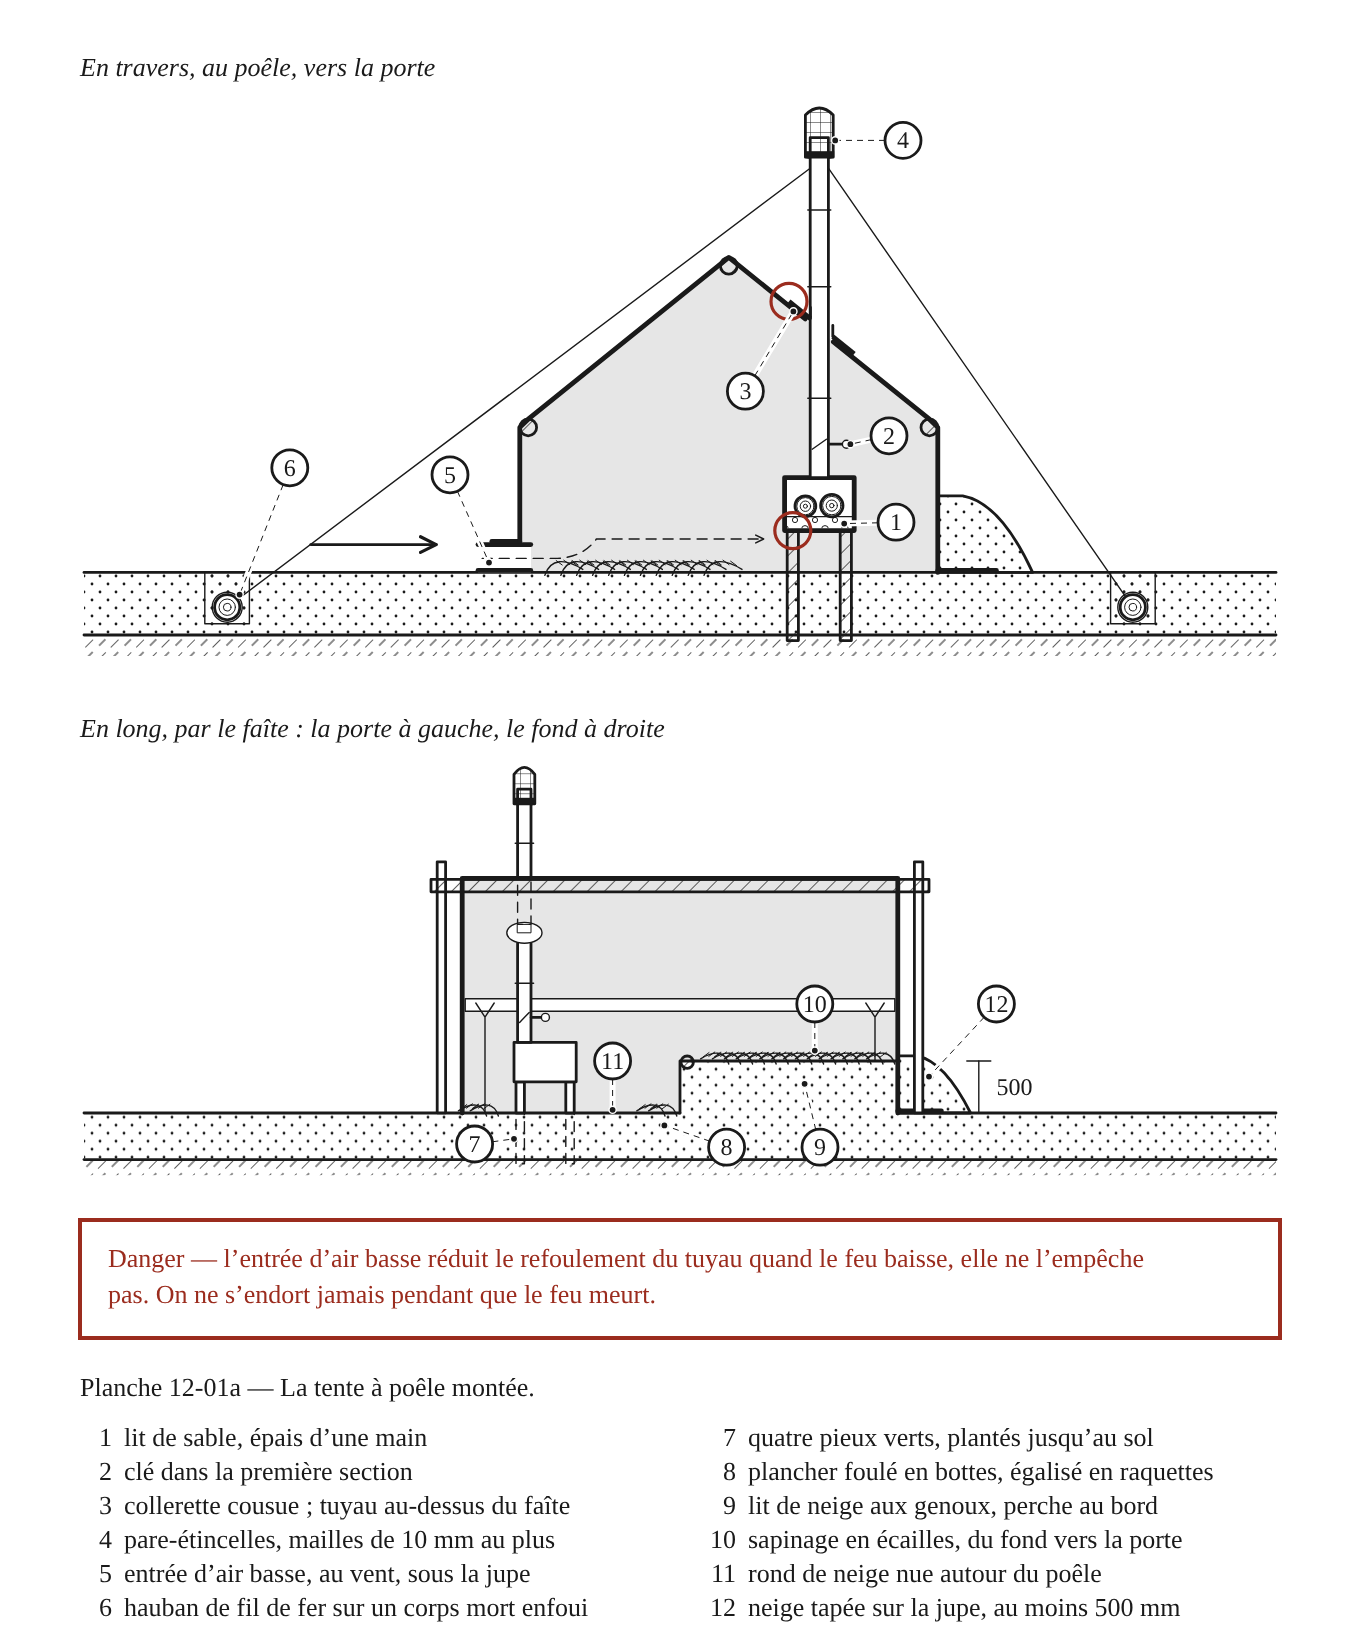 En travers, au poêle, vers la porte
4
3
2
6
5
1
En long, par le faîte : la porte à gauche, le fond à droite
10
12
11
500
7
8
9
Danger — l’entrée d’air basse réduit le refoulement du tuyau quand le feu baisse, elle ne l’empêche
pas. On ne s’endort jamais pendant que le feu meurt.
Planche 12-01a — La tente à poêle montée.
1 lit de sable, épais d’une main
2 clé dans la première section
3 collerette cousue ; tuyau au-dessus du faîte
4 pare-étincelles, mailles de 10 mm au plus
5 entrée d’air basse, au vent, sous la jupe
6 hauban de fil de fer sur un corps mort enfoui
7 quatre pieux verts, plantés jusqu’au sol
8 plancher foulé en bottes, égalisé en raquettes
9 lit de neige aux genoux, perche au bord
10 sapinage en écailles, du fond vers la porte
11 rond de neige nue autour du poêle
12 neige tapée sur la jupe, au moins 500 mm